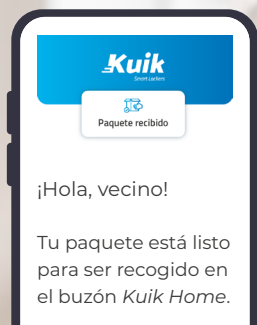 Kuik
Smart Lockers
Paquete recibido
¡Hola, vecino!
Tu paquete está listo
para ser recogido en
el buzón Kuik Home.